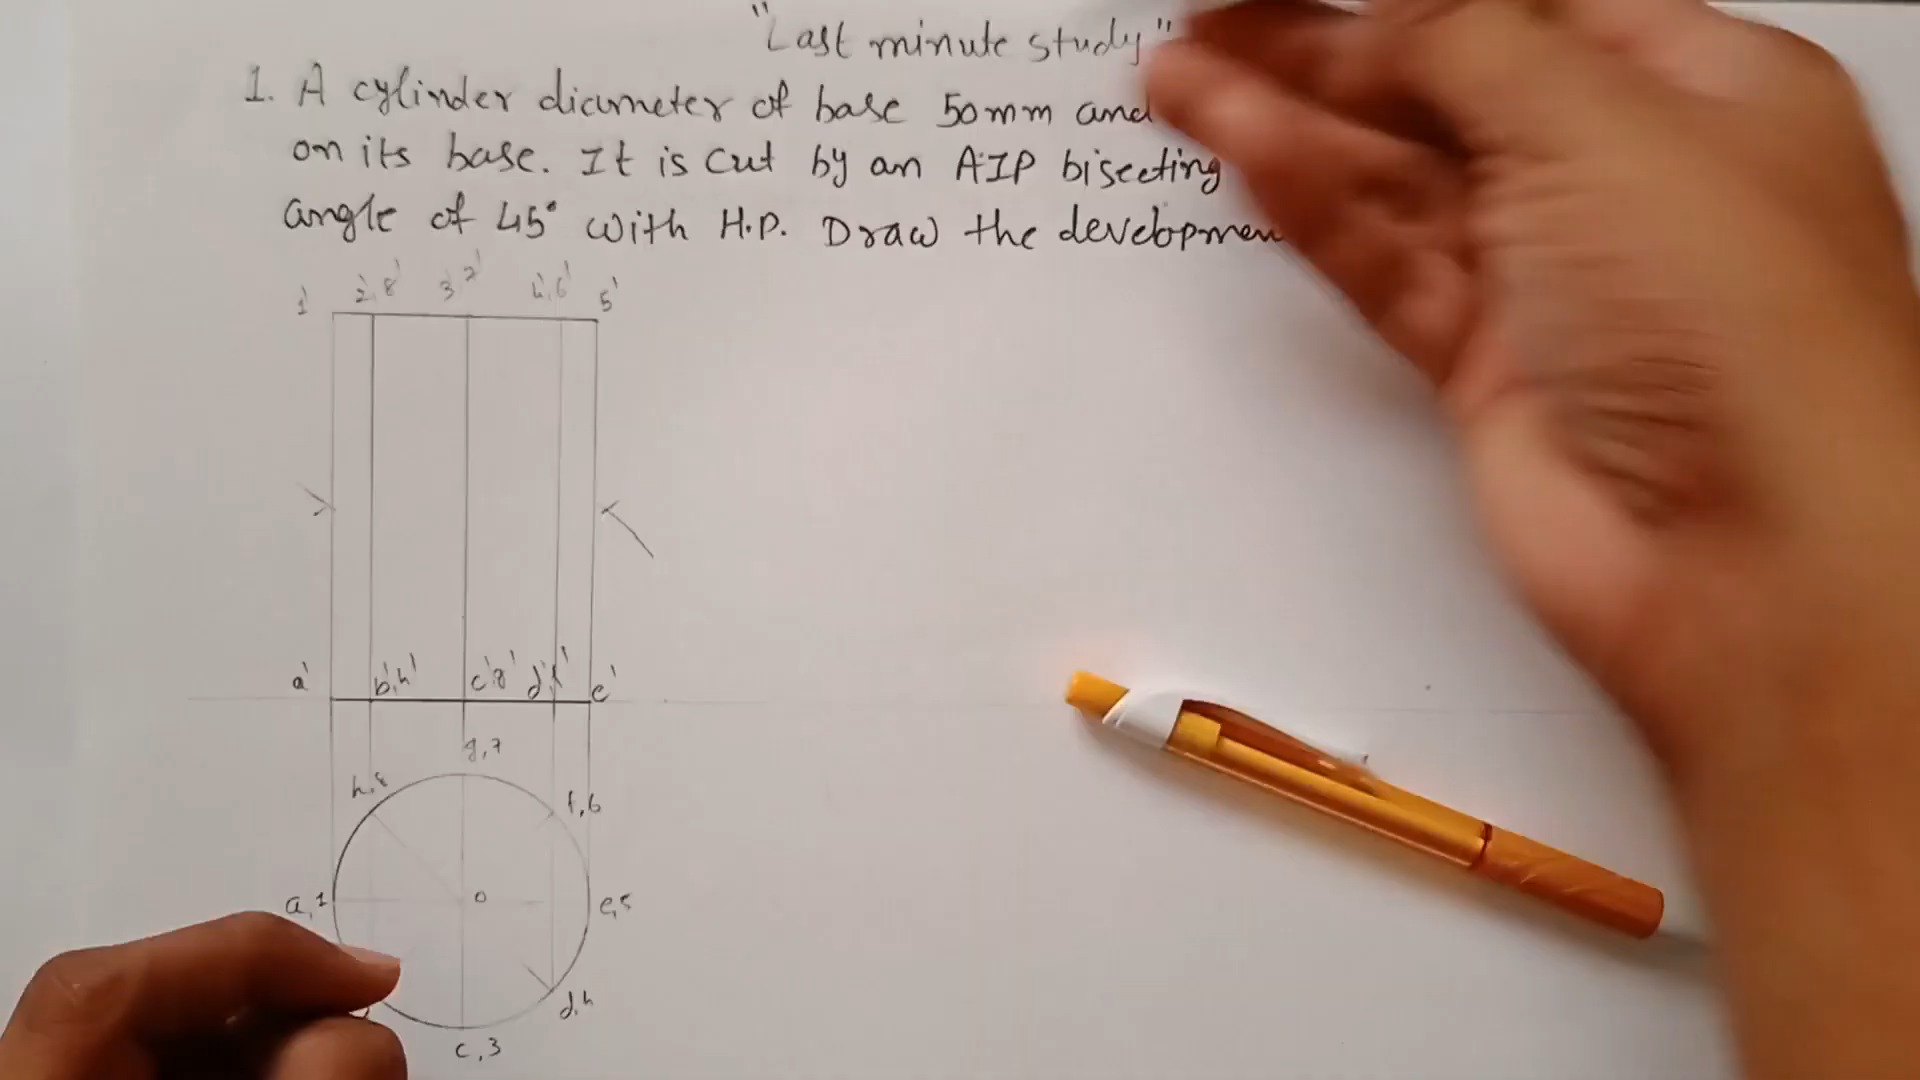 "Last minute study"
1. A cylinder diameter of base 50mm and
on its base. It is cut by an AIP bisecting
angle of 45° with H.P. Draw the developmen
1' 2',8' 3' 7' 4',6' 5'
a' b',h' c' g' d',f' e'
g,7
h,8 f,6
a,1 o e,5
d,4
c,3